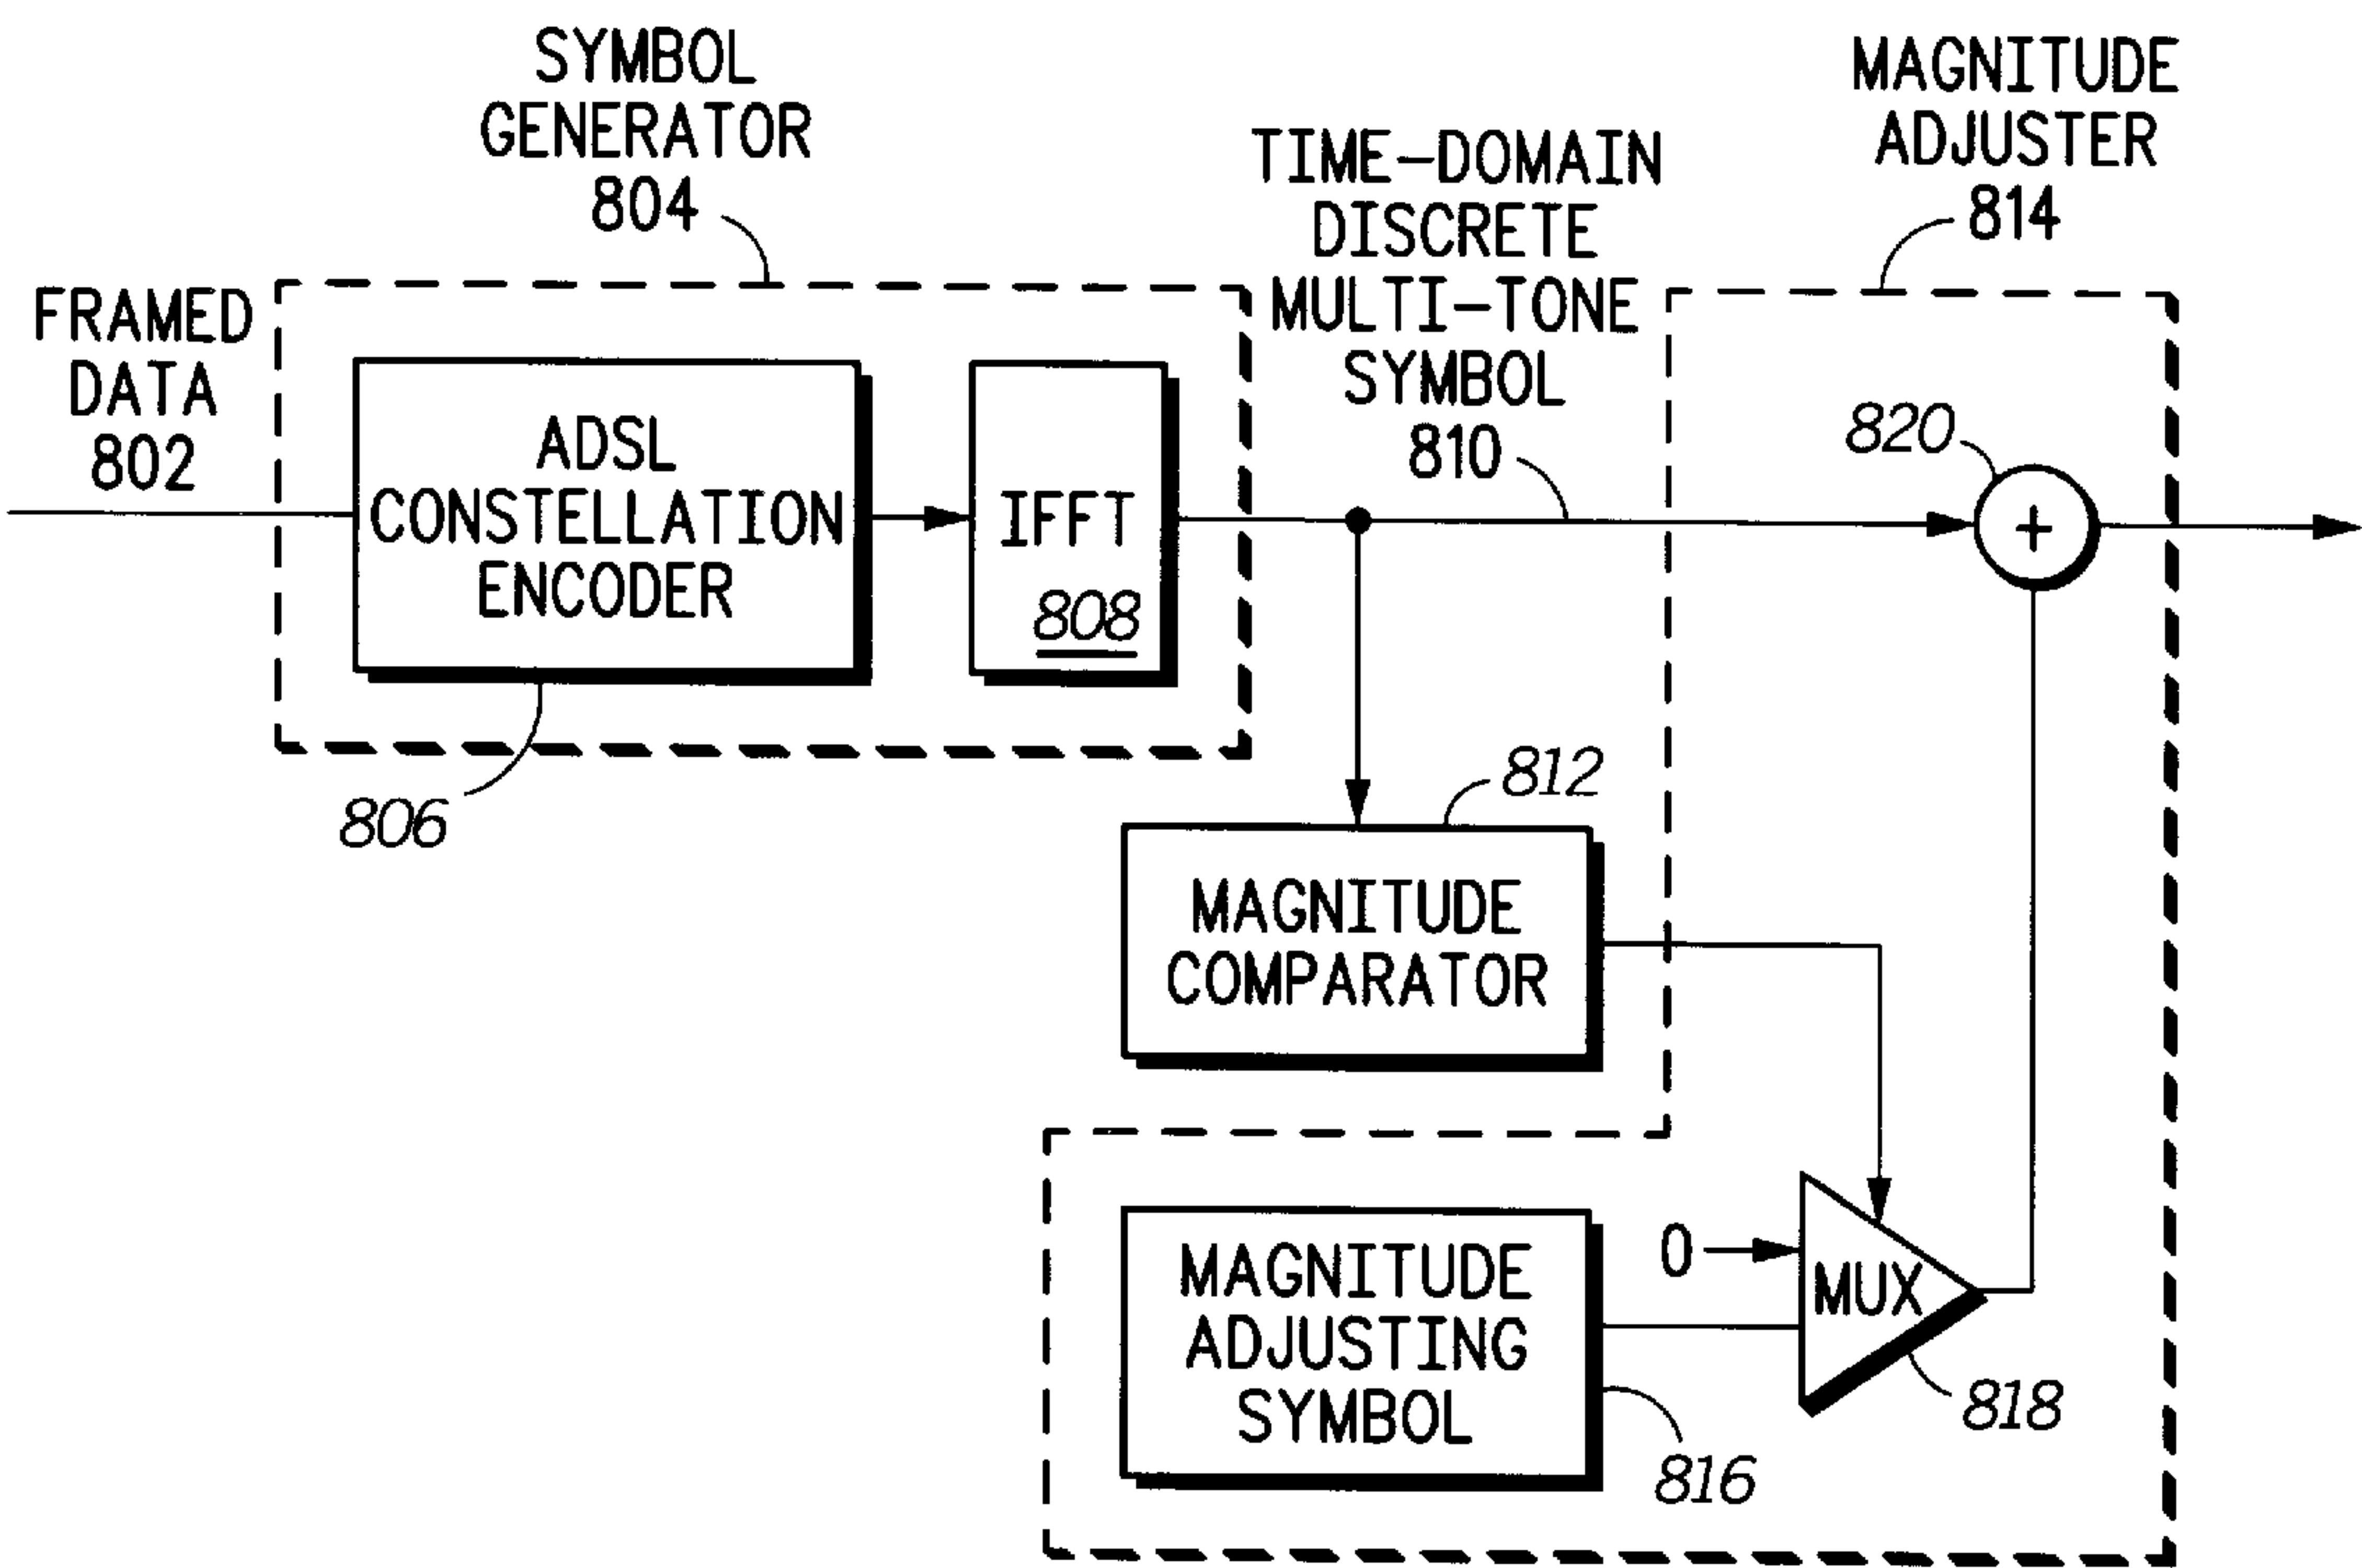 SYMBOL
GENERATOR
804
MAGNITUDE
ADJUSTER
814
TIME-DOMAIN
DISCRETE
MULTI-TONE
SYMBOL
810
FRAMED
DATA
802
ADSL
CONSTELLATION
ENCODER
806
IFFT
808
820
+
812
MAGNITUDE
COMPARATOR
0
MUX
818
MAGNITUDE
ADJUSTING
SYMBOL
816